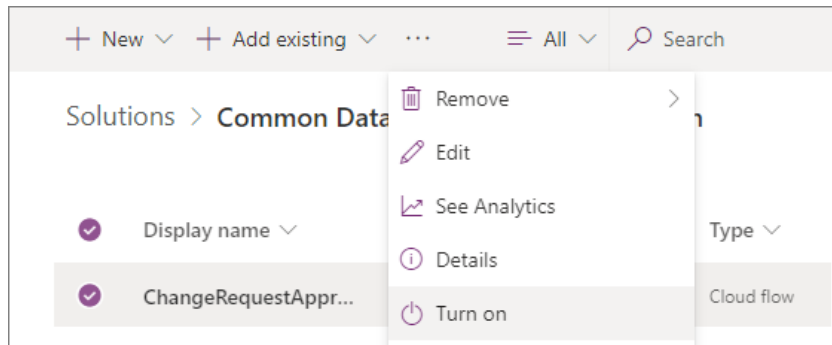 New Add existing ... All Search
Remove
Solutions > Common Data
Edit
See Analytics
Display name Type
Details
ChangeRequestAppr... Cloud flow
Turn on